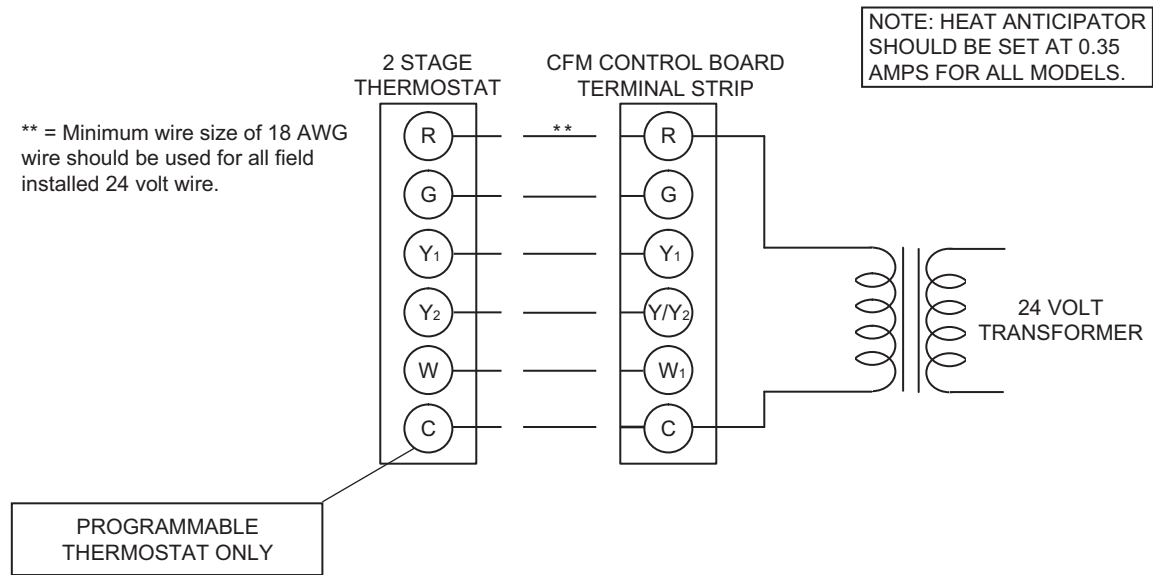 NOTE: HEAT ANTICIPATOR
SHOULD BE SET AT 0.35
AMPS FOR ALL MODELS.
2 STAGE
THERMOSTAT
CFM CONTROL BOARD
TERMINAL STRIP
** = Minimum wire size of 18 AWG
wire should be used for all field
installed 24 volt wire.
R
**
R
G
G
Y1
Y1
Y2
Y/Y2
W
W1
C
C
24 VOLT
TRANSFORMER
PROGRAMMABLE
THERMOSTAT ONLY